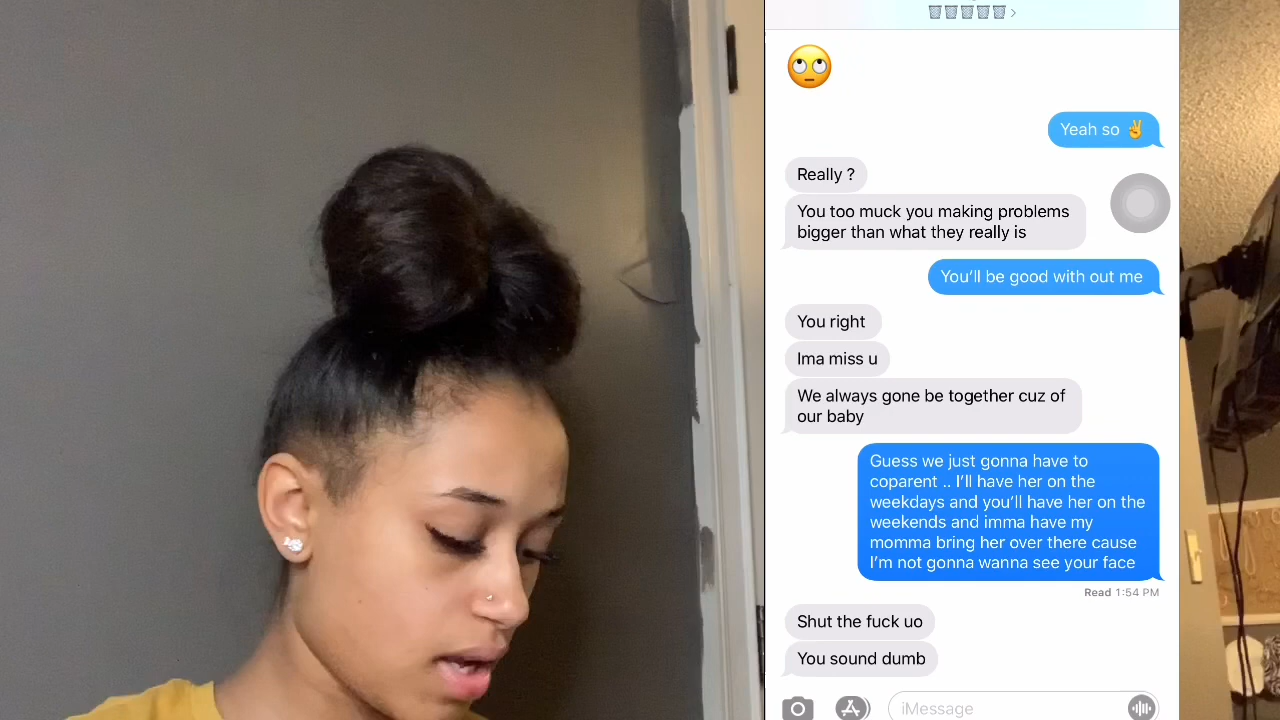 Yeah so ✌️
Really ?
You too muck you making problems
bigger than what they really is
You'll be good with out me
You right
Ima miss u
We always gone be together cuz of
our baby
Guess we just gonna have to
coparent .. I'll have her on the
weekdays and you'll have her on the
weekends and imma have my
momma bring her over there cause
I'm not gonna wanna see your face
Read 1:54 PM
Shut the fuck uo
You sound dumb
iMessage